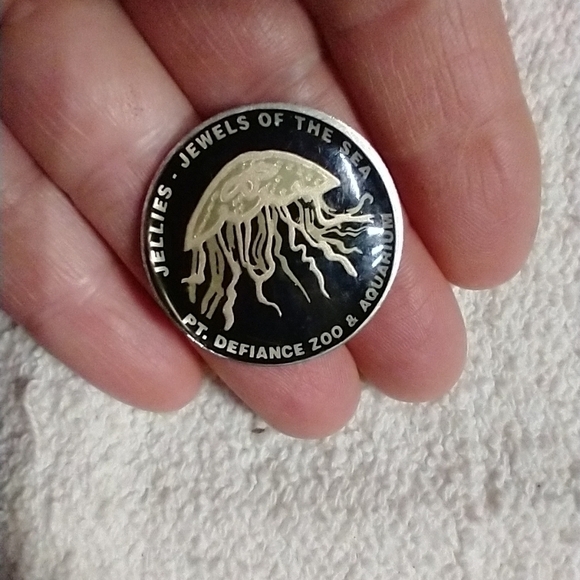 JELLIES - JEWELS OF THE SEA
PT. DEFIANCE ZOO & AQUARIUM